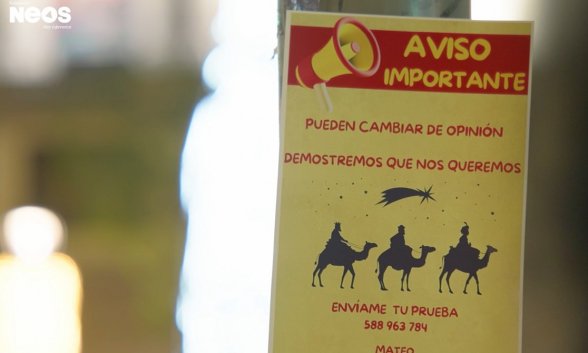 NEOS
AVISO
IMPORTANTE
PUEDEN CAMBIAR DE OPINIÓN
DEMOSTREMOS QUE NOS QUEREMOS
ENVÍAME TU PRUEBA
588 963 784
MATEO